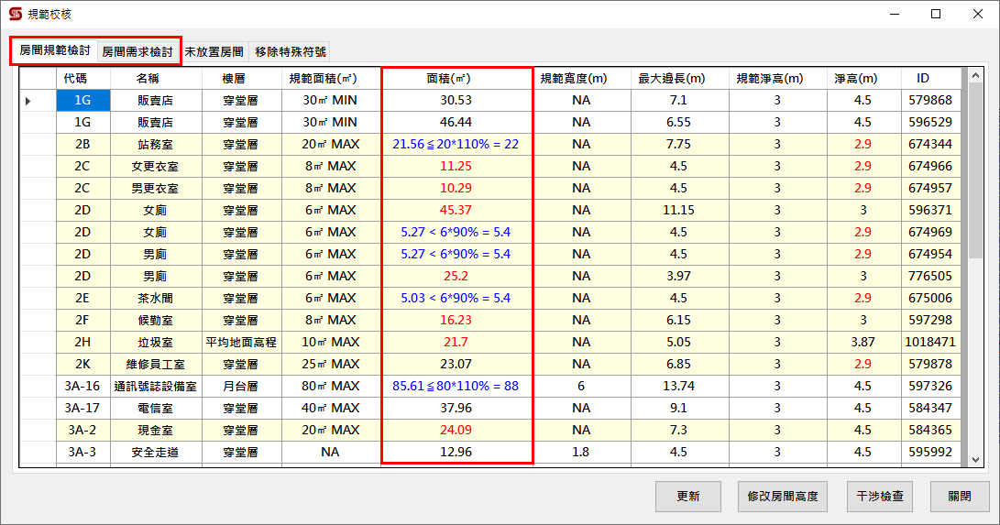 規範校核
房間規範檢討 房間需求檢討 未放置房間 移除特殊符號
代碼 名稱 樓層 規範面積(㎡) 面積(㎡) 規範寬度(m) 最大邊長(m) 規範淨高(m) 淨高(m) ID
1G 販賣店 穿堂層 30㎡ MIN 30.53 NA 7.1 3 4.5 579868
1G 販賣店 穿堂層 30㎡ MIN 46.44 NA 6.55 3 4.5 596529
2B 站務室 穿堂層 20㎡ MAX 21.56≦20*110% = 22 NA 7.75 3 2.9 674344
2C 女更衣室 穿堂層 8㎡ MAX 11.25 NA 4.5 3 2.9 674966
2C 男更衣室 穿堂層 8㎡ MAX 10.29 NA 4.5 3 2.9 674957
2D 女廁 穿堂層 6㎡ MAX 45.37 NA 11.15 3 3 596371
2D 女廁 穿堂層 6㎡ MAX 5.27 < 6*90% = 5.4 NA 4.5 3 2.9 674969
2D 男廁 穿堂層 6㎡ MAX 5.27 < 6*90% = 5.4 NA 4.5 3 2.9 674954
2D 男廁 穿堂層 6㎡ MAX 25.2 NA 3.97 3 3 776505
2E 茶水間 穿堂層 6㎡ MAX 5.03 < 6*90% = 5.4 NA 4.5 3 2.9 675006
2F 候勤室 穿堂層 8㎡ MAX 16.23 NA 6.15 3 3 597298
2H 垃圾室 平均地面高程 10㎡ MAX 21.7 NA 5.05 3 3.87 1018471
2K 維修員工室 穿堂層 25㎡ MAX 23.07 NA 6.85 3 2.9 579878
3A-16 通訊號誌設備室 月台層 80㎡ MAX 85.61≦80*110% = 88 6 13.74 3 4.5 597326
3A-17 電信室 穿堂層 40㎡ MAX 37.96 NA 9.1 3 4.5 584347
3A-2 現金室 穿堂層 20㎡ MAX 24.09 NA 7.3 3 4.5 584365
3A-3 安全走道 穿堂層 NA 12.96 1.8 4.5 3 4.5 595992
更新 修改房間高度 干涉檢查 關閉